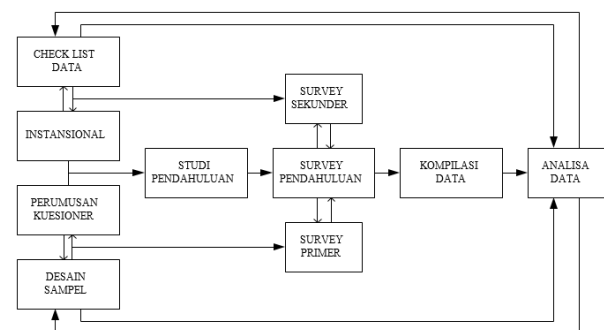 CHECK LIST
DATA
INSTANSIONAL
PERUMUSAN
KUESIONER
DESAIN
SAMPEL
STUDI
PENDAHULUAN
SURVEY
SEKUNDER
SURVEY
PENDAHULUAN
SURVEY
PRIMER
KOMPILASI
DATA
ANALISA
DATA